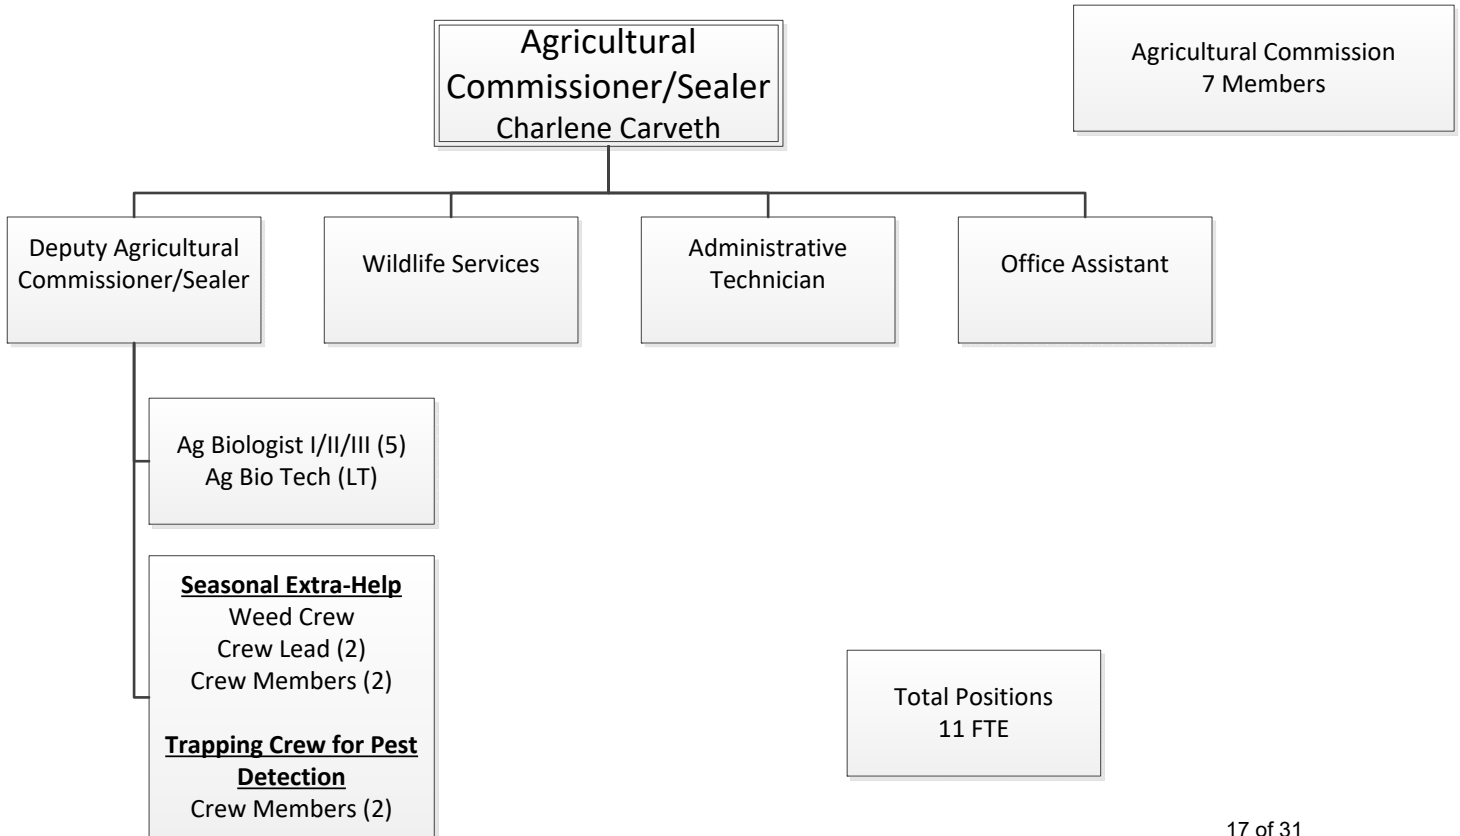 Agricultural
Commissioner/Sealer
Charlene Carveth
Agricultural Commission
7 Members
Deputy Agricultural
Commissioner/Sealer
Wildlife Services
Administrative
Technician
Office Assistant
Ag Biologist I/II/III (5)
Ag Bio Tech (LT)
Seasonal Extra-Help
Weed Crew
Crew Lead (2)
Crew Members (2)
Trapping Crew for Pest
Detection
Crew Members (2)
Total Positions
11 FTE
17 of 31